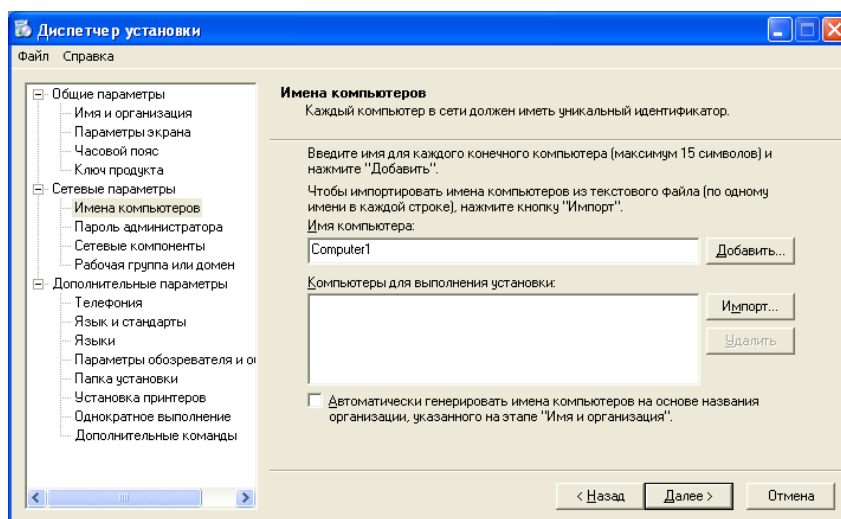 Диспетчер установки
Файл Справка
Общие параметры
Имя и организация
Параметры экрана
Часовой пояс
Ключ продукта
Сетевые параметры
Имена компьютеров
Пароль администратора
Сетевые компоненты
Рабочая группа или домен
Дополнительные параметры
Телефония
Язык и стандарты
Языки
Параметры обозревателя и о
Папка установки
Установка принтеров
Однократное выполнение
Дополнительные команды
Имена компьютеров
Каждый компьютер в сети должен иметь уникальный идентификатор.
Введите имя для каждого конечного компьютера (максимум 15 символов) и
нажмите "Добавить".
Чтобы импортировать имена компьютеров из текстового файла (по одному
имени в каждой строке), нажмите кнопку "Импорт".
Имя компьютера:
Computer1
Добавить...
Компьютеры для выполнения установки:
Импорт...
Удалить
Автоматически генерировать имена компьютеров на основе названия
организации, указанного на этапе "Имя и организация".
< Назад
Далее >
Отмена